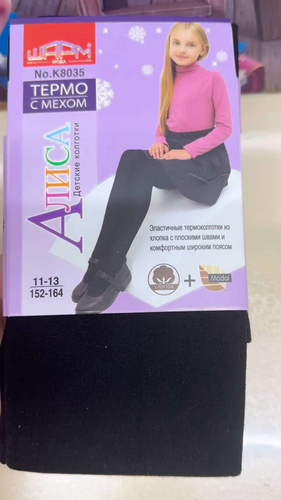 No.K8035
ТЕРМО
С МЕХОМ
АЛИСА
Детские колготки
Эластичные термоколготки из
хлопка с плоскими швами и
комфортным широким поясом
11-13
152-164
+
Modal